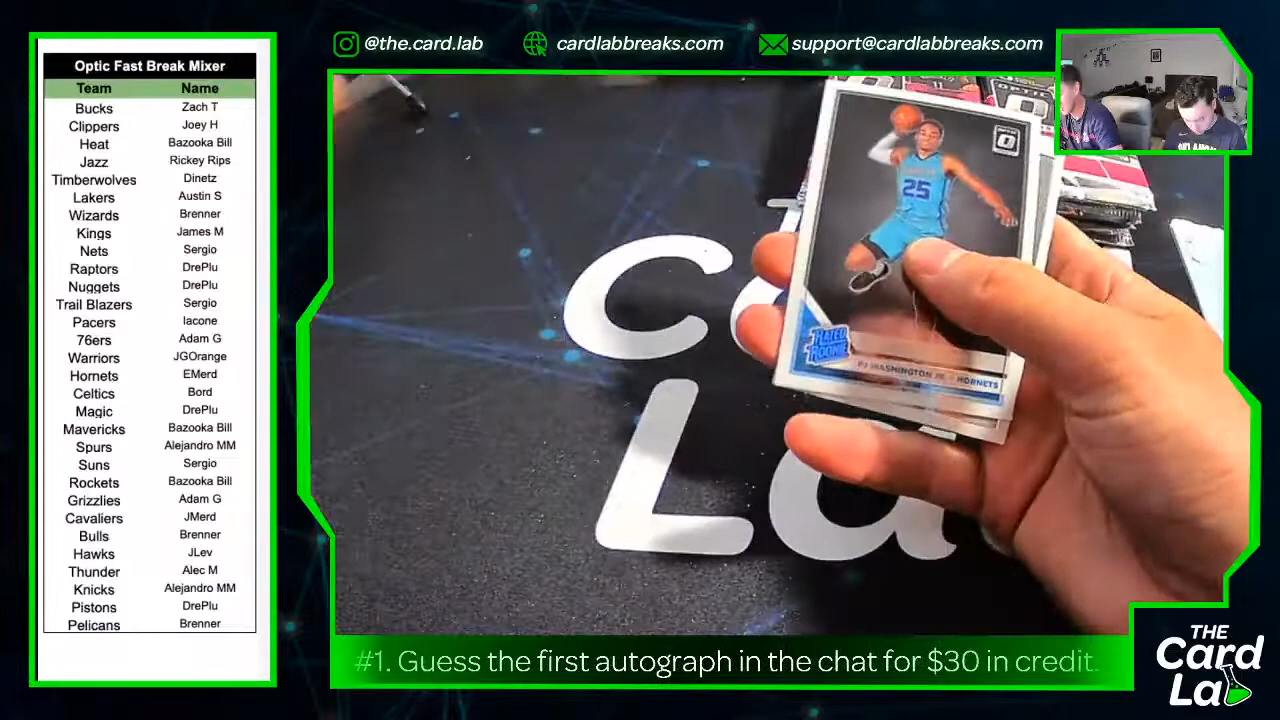 @the.card.lab
cardlabbreaks.com
support@cardlabbreaks.com
Optic Fast Break Mixer
Team Name
Bucks Zach T
Clippers Joey H
Heat Bazooka Bill
Jazz Rickey Rips
Timberwolves Dinetz
Lakers Austin S
Wizards Brenner
Kings James M
Nets Sergio
Raptors DrePlu
Nuggets DrePlu
Trail Blazers Sergio
Pacers Iacone
76ers Adam G
Warriors JGOrange
Hornets EMerd
Celtics Bord
Magic DrePlu
Mavericks Bazooka Bill
Spurs Alejandro MM
Suns Sergio
Rockets Bazooka Bill
Grizzlies Adam G
Cavaliers JMerd
Bulls Brenner
Hawks JLev
Thunder Alec M
Knicks Alejandro MM
Pistons DrePlu
Pelicans Brenner
25
RATED
ROOKIE
PJ WASHINGTON JR. - HORNETS
La
#1. Guess the first autograph in the chat for $30 in credit.
THE
Card
La